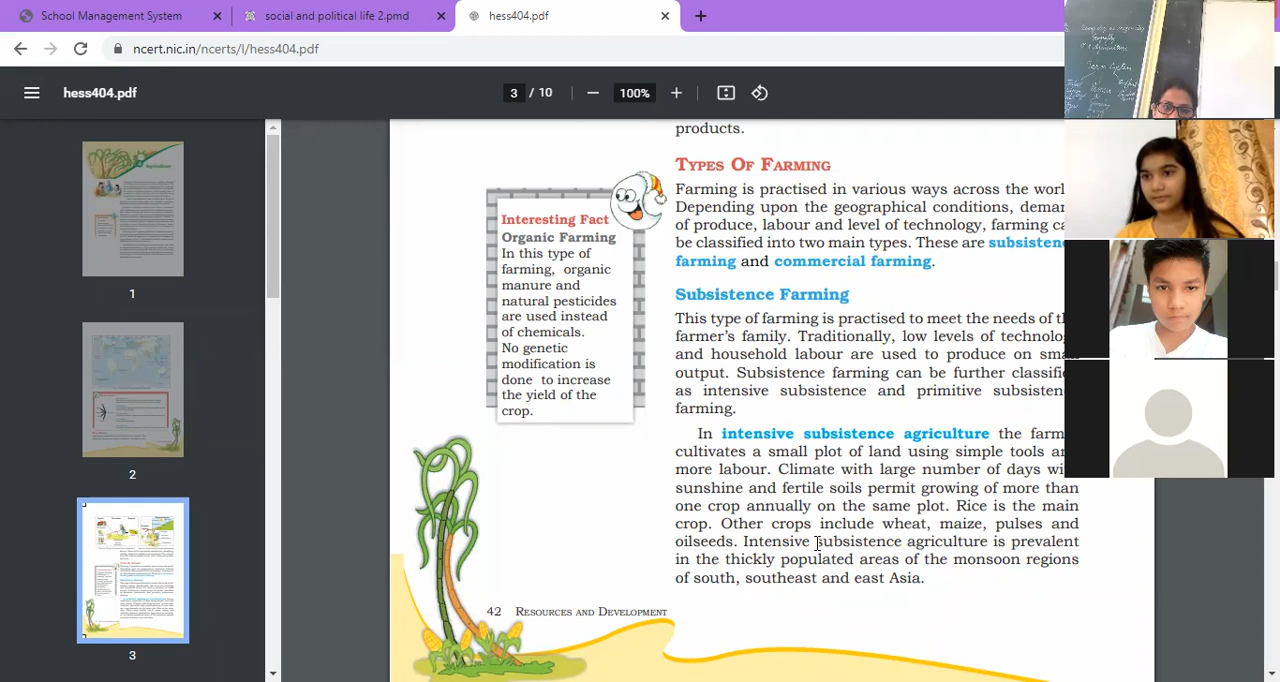 School Management System
social and political life 2.pmd
hess404.pdf
ncert.nic.in/ncerts/l/hess404.pdf
hess404.pdf
3 / 10
100%
1
2
3
products.
TYPES OF FARMING
Farming is practised in various ways across the worl
Depending upon the geographical conditions, deman
of produce, labour and level of technology, farming ca
be classified into two main types. These are subsisten
farming and commercial farming.
Subsistence Farming
This type of farming is practised to meet the needs of th
farmer's family. Traditionally, low levels of technolog
and household labour are used to produce on sma
output. Subsistence farming can be further classifi
as intensive subsistence and primitive subsisten
farming.
In intensive subsistence agriculture the farm
cultivates a small plot of land using simple tools an
more labour. Climate with large number of days wi
sunshine and fertile soils permit growing of more than
one crop annually on the same plot. Rice is the main
crop. Other crops include wheat, maize, pulses and
oilseeds. Intensive subsistence agriculture is prevalent
in the thickly populated areas of the monsoon regions
of south, southeast and east Asia.
Interesting Fact
Organic Farming
In this type of
farming, organic
manure and
natural pesticides
are used instead
of chemicals.
No genetic
modification is
done to increase
the yield of the
crop.
42 RESOURCES AND DEVELOPMENT